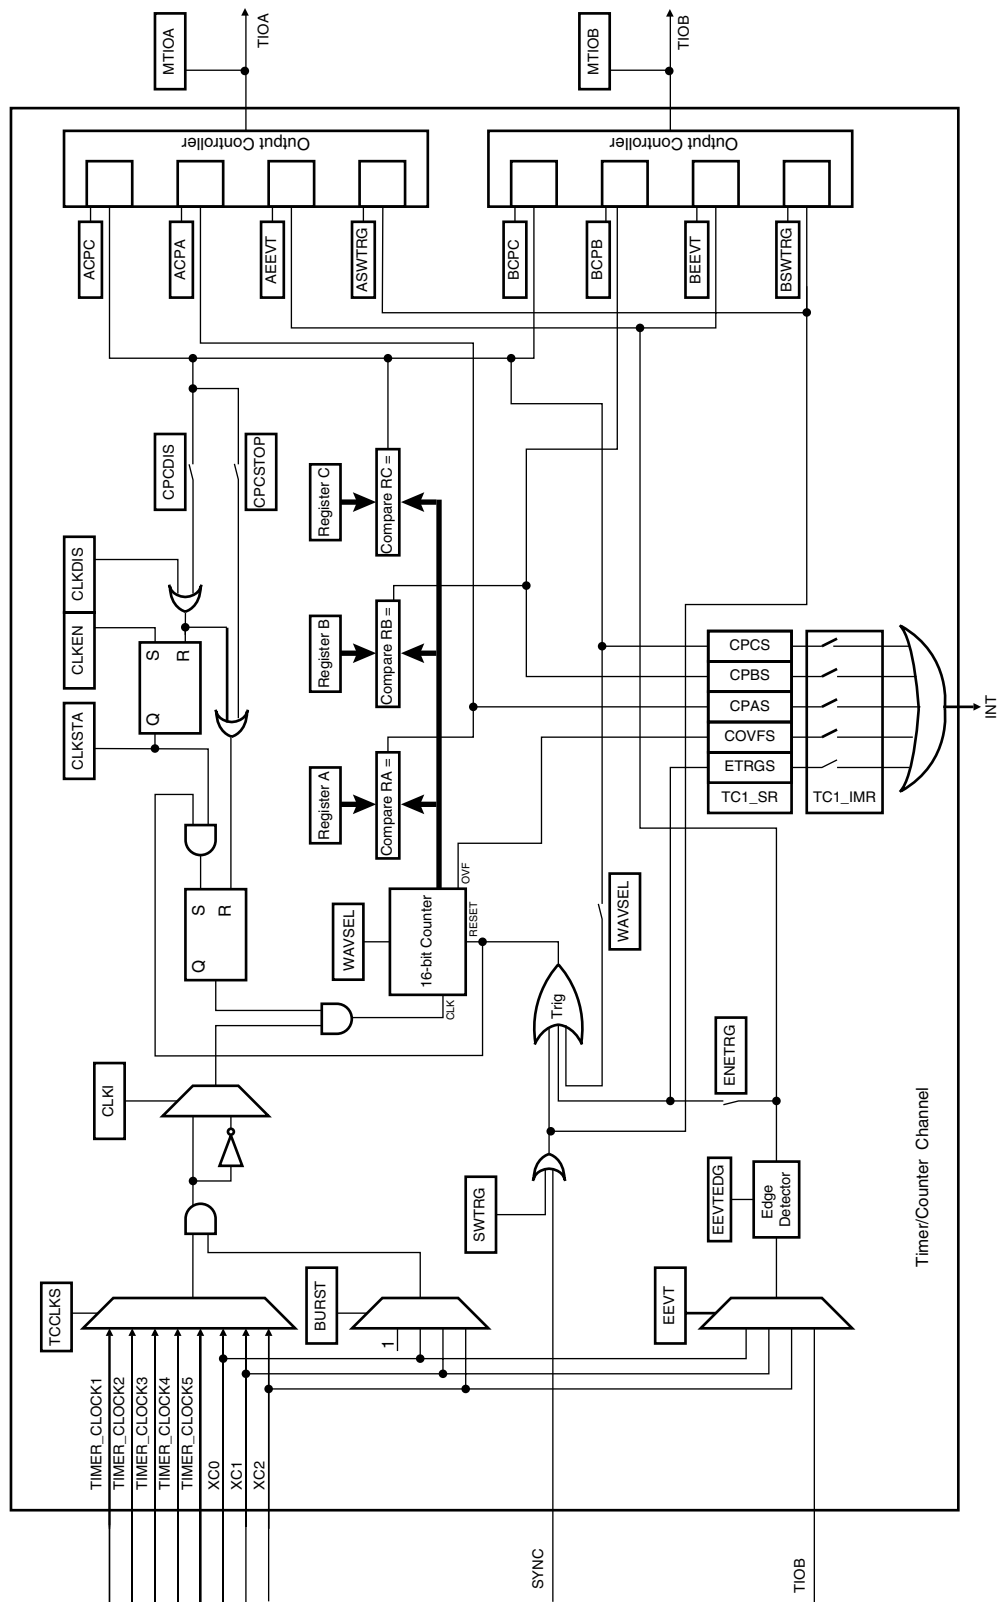 TCCLKS
TIMER_CLOCK1
TIMER_CLOCK2
TIMER_CLOCK3
TIMER_CLOCK4
TIMER_CLOCK5
XC0
XC1
XC2
CLKI
CLKSTA
CLKEN
CLKDIS
Q
S
R
Q
S
R
CPCDIS
CPCSTOP
BURST
1
WAVSEL
16-bit Counter
CLK
RESET
OVF
Register A
Register B
Register C
Compare RA =
Compare RB =
Compare RC =
SWTRG
SYNC
Trig
WAVSEL
EEVT
EEVTEDG
Edge
Detector
ENETRG
TIOB
CPCS
CPBS
CPAS
COVFS
ETRGS
TC1_SR
TC1_IMR
INT
ACPC
ACPA
AEEVT
ASWTRG
Output Controller
MTIOA
TIOA
BCPC
BCPB
BEEVT
BSWTRG
Output Controller
MTIOB
TIOB
Timer/Counter Channel